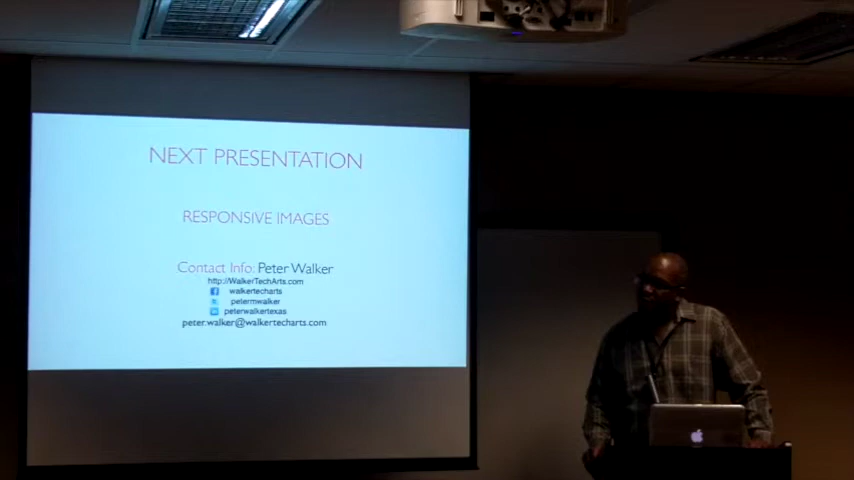 NEXT PRESENTATION
RESPONSIVE IMAGES
Contact Info: Peter Walker
http://WalkerTechArts.com
walkertecharts
petermwalker
peterwalkertexas
peter.walker@walkertecharts.com